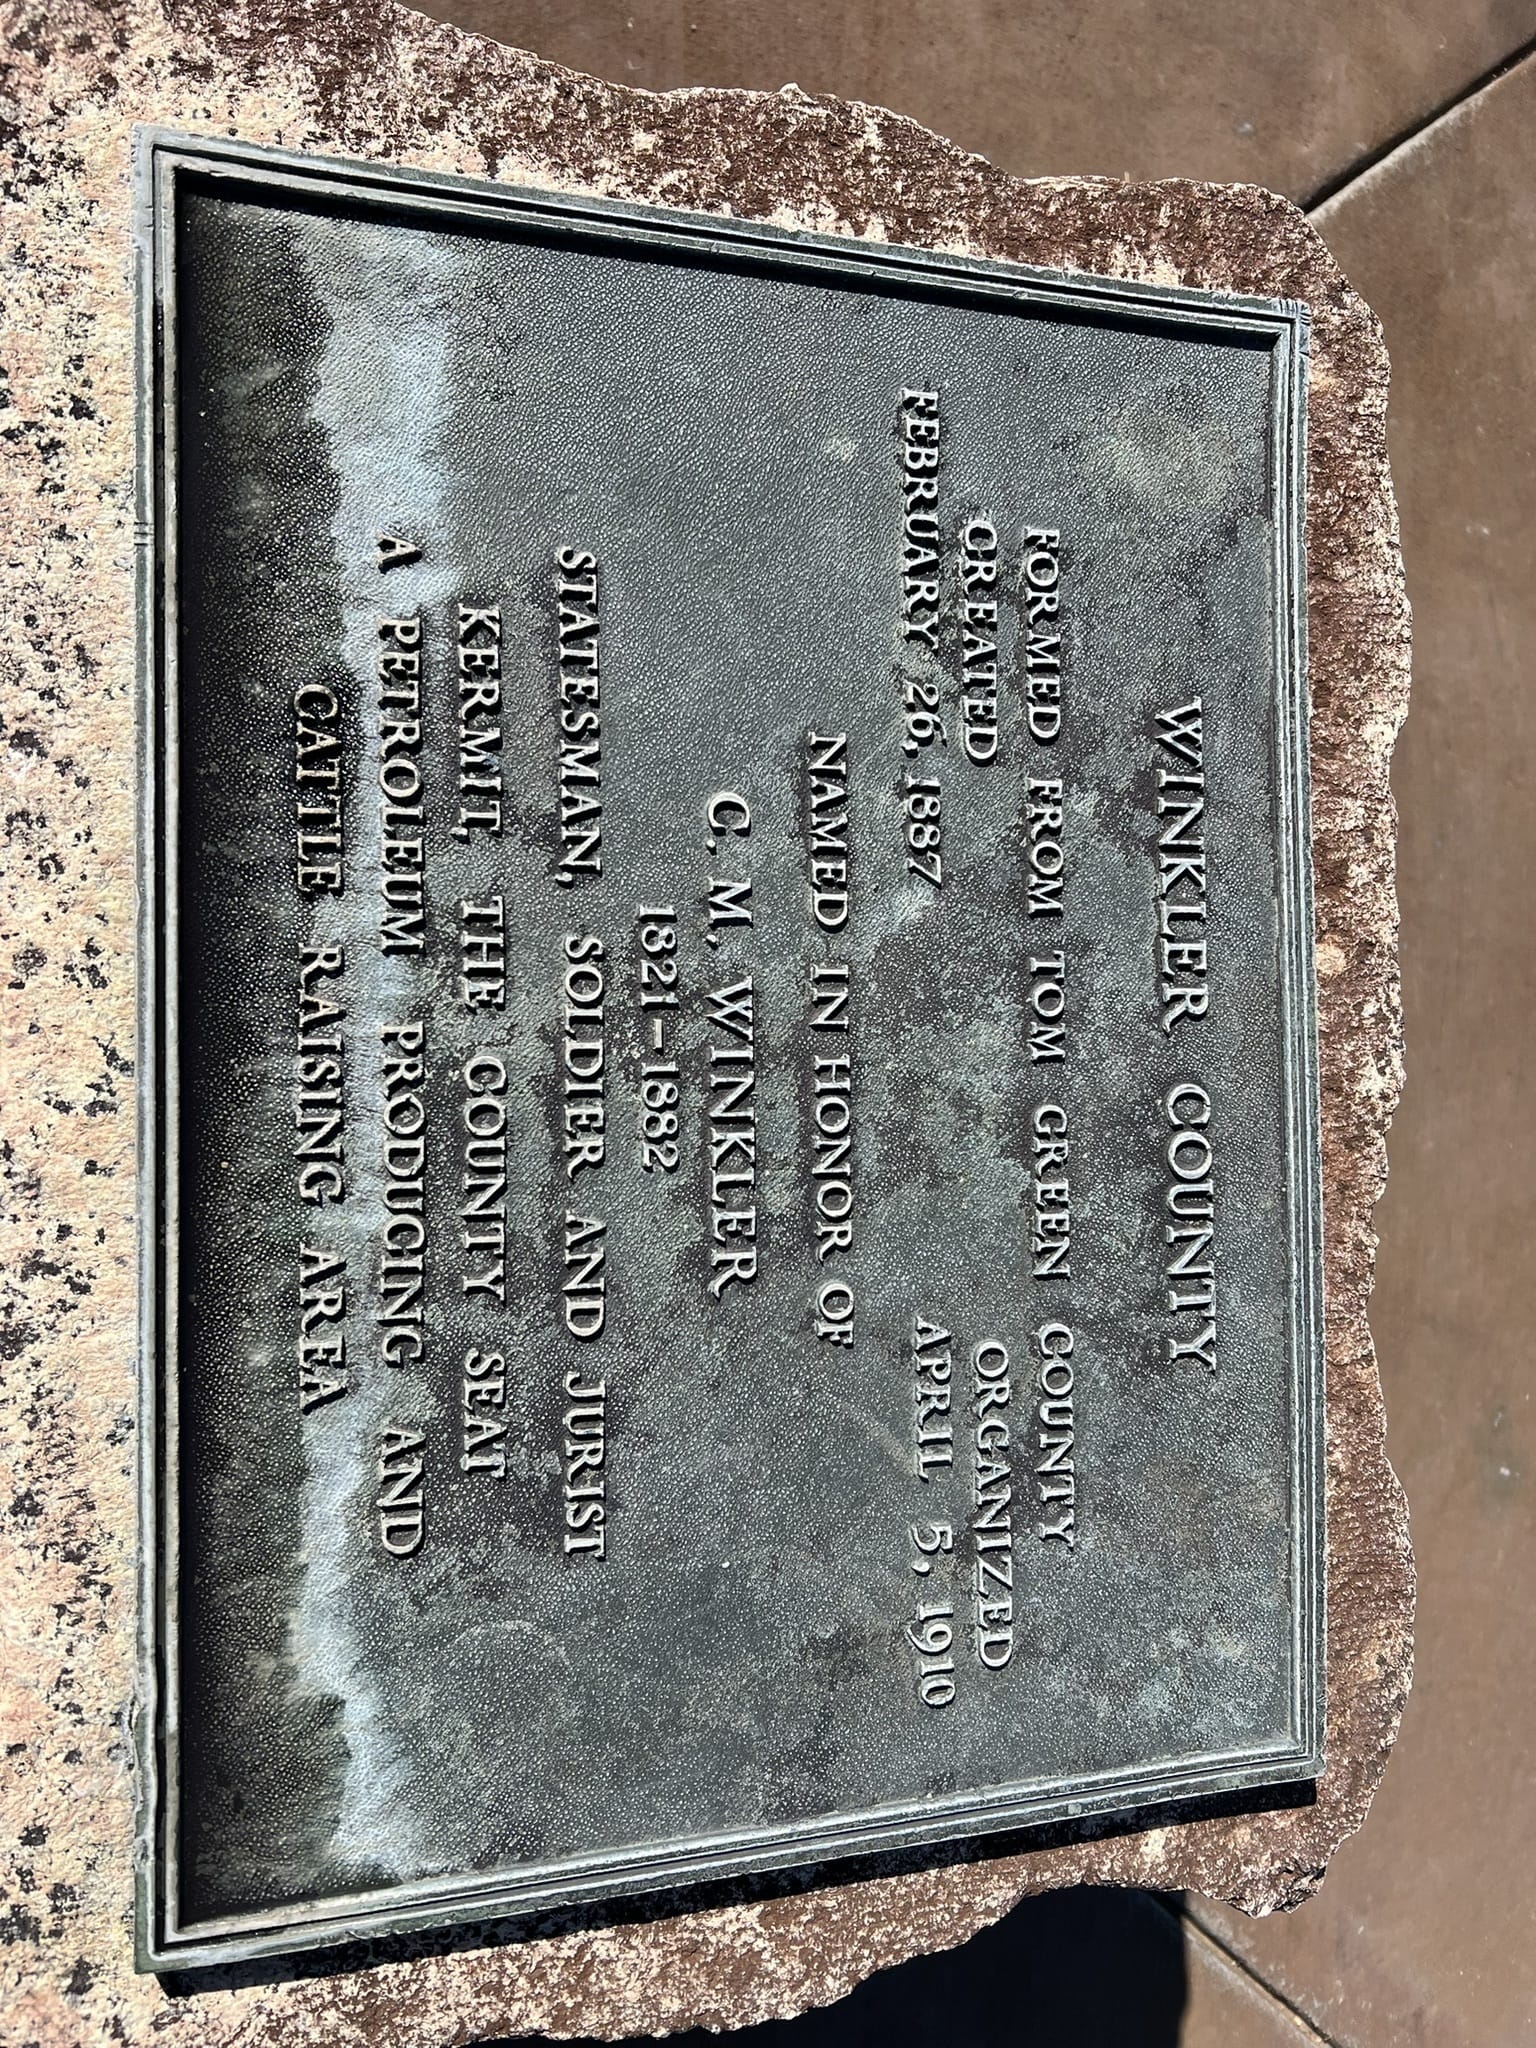 WINKLER COUNTY
FORMED FROM TOM GREEN COUNTY
CREATED ORGANIZED
FEBRUARY 26, 1887 APRIL 5, 1910
NAMED IN HONOR OF
C. M. WINKLER
1821-1882
STATESMAN, SOLDIER AND JURIST
KERMIT, THE COUNTY SEAT
A PETROLEUM PRODUCING AND
CATTLE RAISING AREA